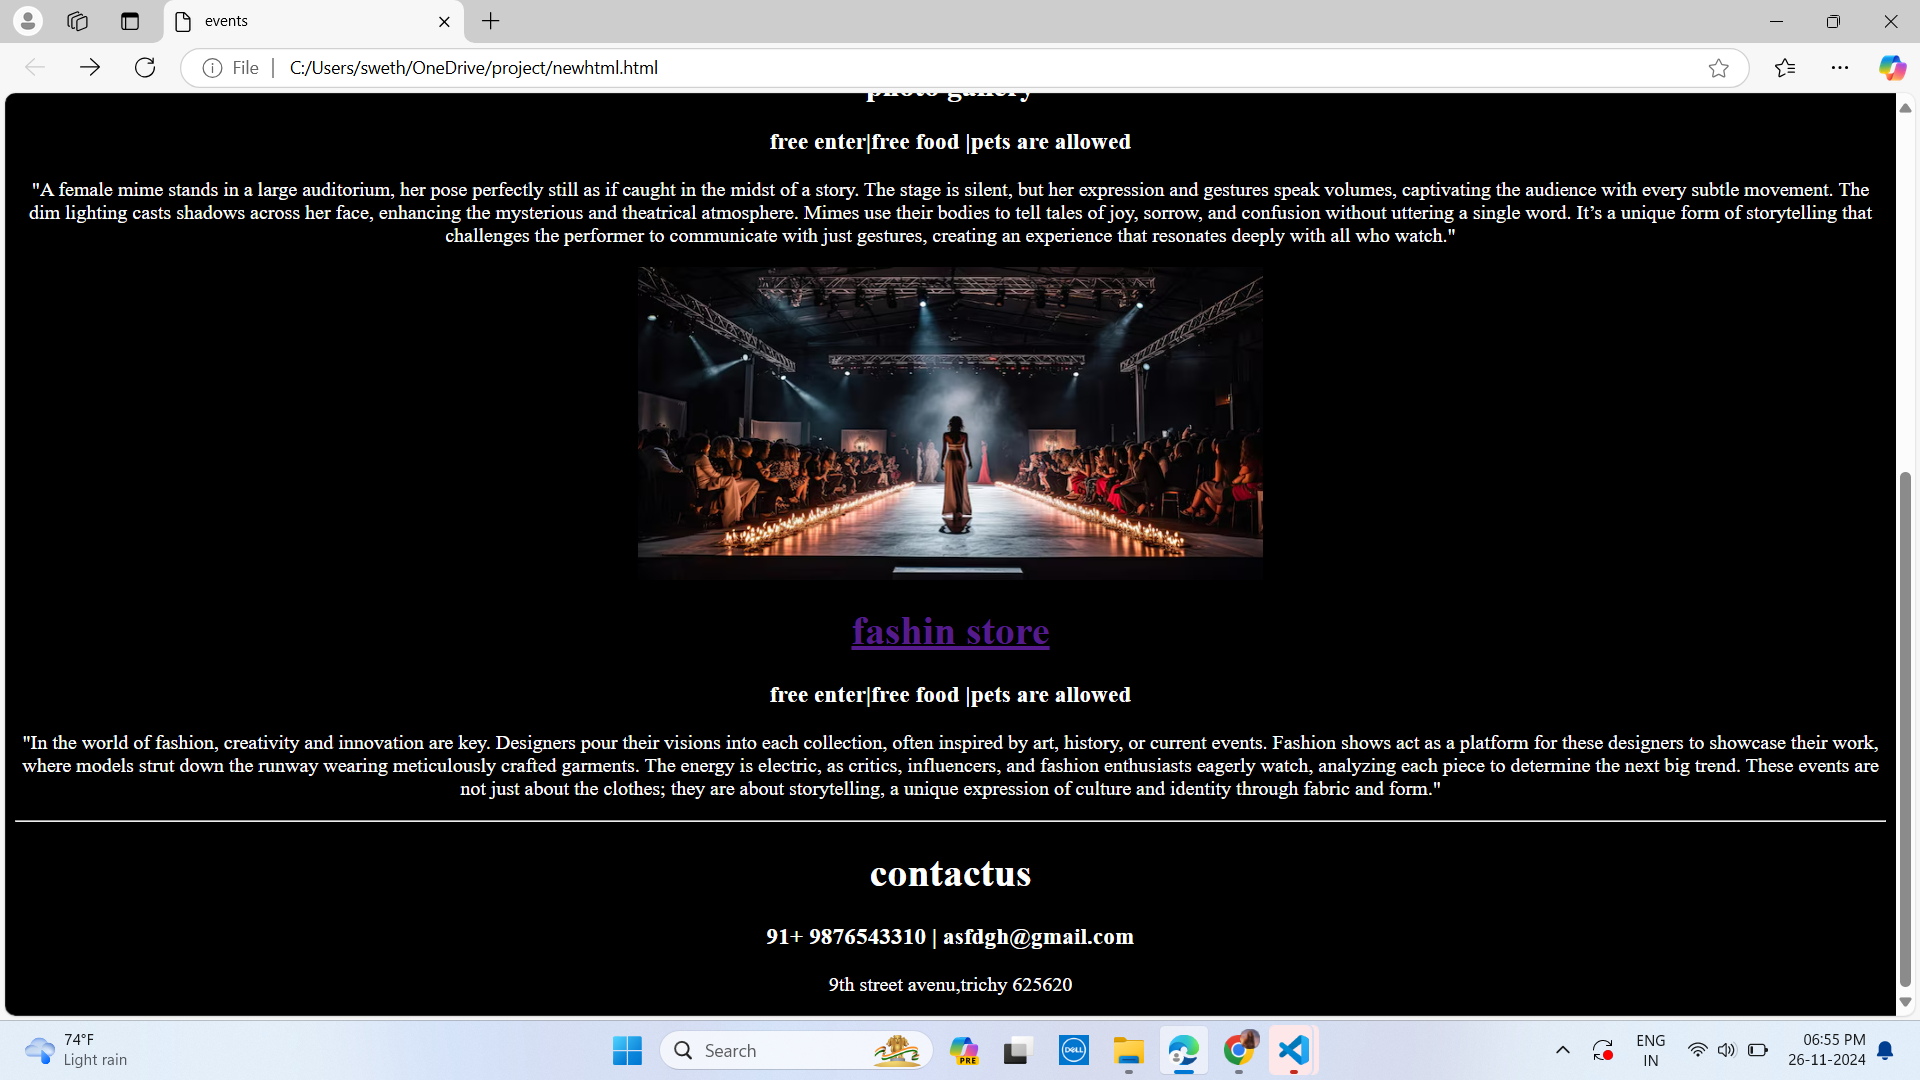 events
File
C:/Users/sweth/OneDrive/project/newhtml.html
photo gallery
free enter|free food |pets are allowed
"A female mime stands in a large auditorium, her pose perfectly still as if caught in the midst of a story. The stage is silent, but her expression and gestures speak volumes, captivating the audience with every subtle movement. The
dim lighting casts shadows across her face, enhancing the mysterious and theatrical atmosphere. Mimes use their bodies to tell tales of joy, sorrow, and confusion without uttering a single word. It’s a unique form of storytelling that
challenges the performer to communicate with just gestures, creating an experience that resonates deeply with all who watch."
fashin store
free enter|free food |pets are allowed
"In the world of fashion, creativity and innovation are key. Designers pour their visions into each collection, often inspired by art, history, or current events. Fashion shows act as a platform for these designers to showcase their work,
where models strut down the runway wearing meticulously crafted garments. The energy is electric, as critics, influencers, and fashion enthusiasts eagerly watch, analyzing each piece to determine the next big trend. These events are
not just about the clothes; they are about storytelling, a unique expression of culture and identity through fabric and form."
contactus
91+ 9876543310 | asfdgh@gmail.com
9th street avenu,trichy 625620
74°F
Light rain
Search
PRE
DELL
ENG
IN
06:55 PM
26-11-2024